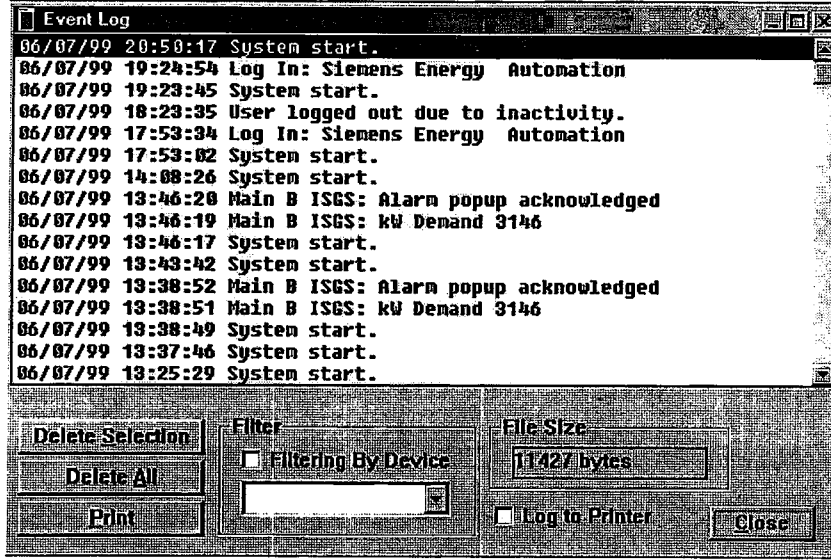 Event Log
06/07/99 20:50:17 System start.
06/07/99 19:24:54 Log In: Siemens Energy  Automation
06/07/99 19:23:45 System start.
06/07/99 18:23:35 User logged out due to inactivity.
06/07/99 17:53:34 Log In: Siemens Energy  Automation
06/07/99 17:53:02 System start.
06/07/99 14:08:26 System start.
06/07/99 13:46:20 Main B ISGS: Alarm popup acknowledged
06/07/99 13:46:19 Main B ISGS: kW Demand 3146
06/07/99 13:46:17 System start.
06/07/99 13:43:42 System start.
06/07/99 13:38:52 Main B ISGS: Alarm popup acknowledged
06/07/99 13:38:51 Main B ISGS: kW Demand 3146
06/07/99 13:38:49 System start.
06/07/99 13:37:46 System start.
06/07/99 13:25:29 System start.
Delete Selection
Delete All
Print
Filter
Filtering By Device
File Size
11427 bytes
Log to Printer
Close